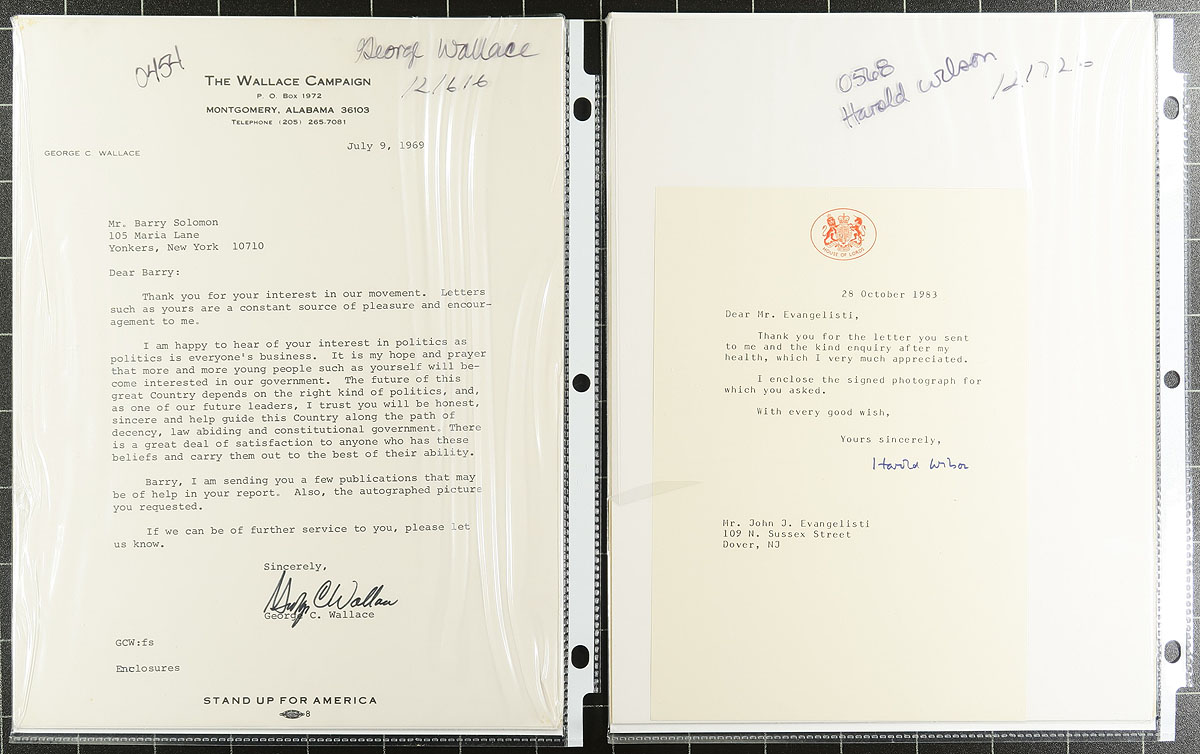 0454
George Wallace
12/6/16
THE WALLACE CAMPAIGN
P. O. Box 1972
MONTGOMERY, ALABAMA 36103
TELEPHONE (205) 265-7081
GEORGE C. WALLACE
July 9, 1969
Mr. Barry Solomon
105 Maria Lane
Yonkers, New York 10710
Dear Barry:
Thank you for your interest in our movement. Letters
such as yours are a constant source of pleasure and encour-
agement to me.
I am happy to hear of your interest in politics as
politics is everyone's business. It is my hope and prayer
that more and more young people such as yourself will be-
come interested in our government. The future of this
great Country depends on the right kind of politics, and,
as one of our future leaders, I trust you will be honest,
sincere and help guide this Country along the path of
decency, law abiding and constitutional government. There
is a great deal of satisfaction to anyone who has these
beliefs and carry them out to the best of their ability.
Barry, I am sending you a few publications that may
be of help in your report. Also, the autographed picture
you requested.
If we can be of further service to you, please let
us know.
Sincerely,
George C Wallace
George C. Wallace
GCW:fs
Enclosures
STAND UP FOR AMERICA
8
0568
Harold Wilson
HOUSE OF LORDS
28 October 1983
Dear Mr. Evangelisti,
Thank you for the letter you sent
to me and the kind enquiry after my
health, which I very much appreciated.
I enclose the signed photograph for
which you asked.
With every good wish,
Yours sincerely,
Harold Wilson
Mr. John J. Evangelisti
109 N. Sussex Street
Dover, NJ